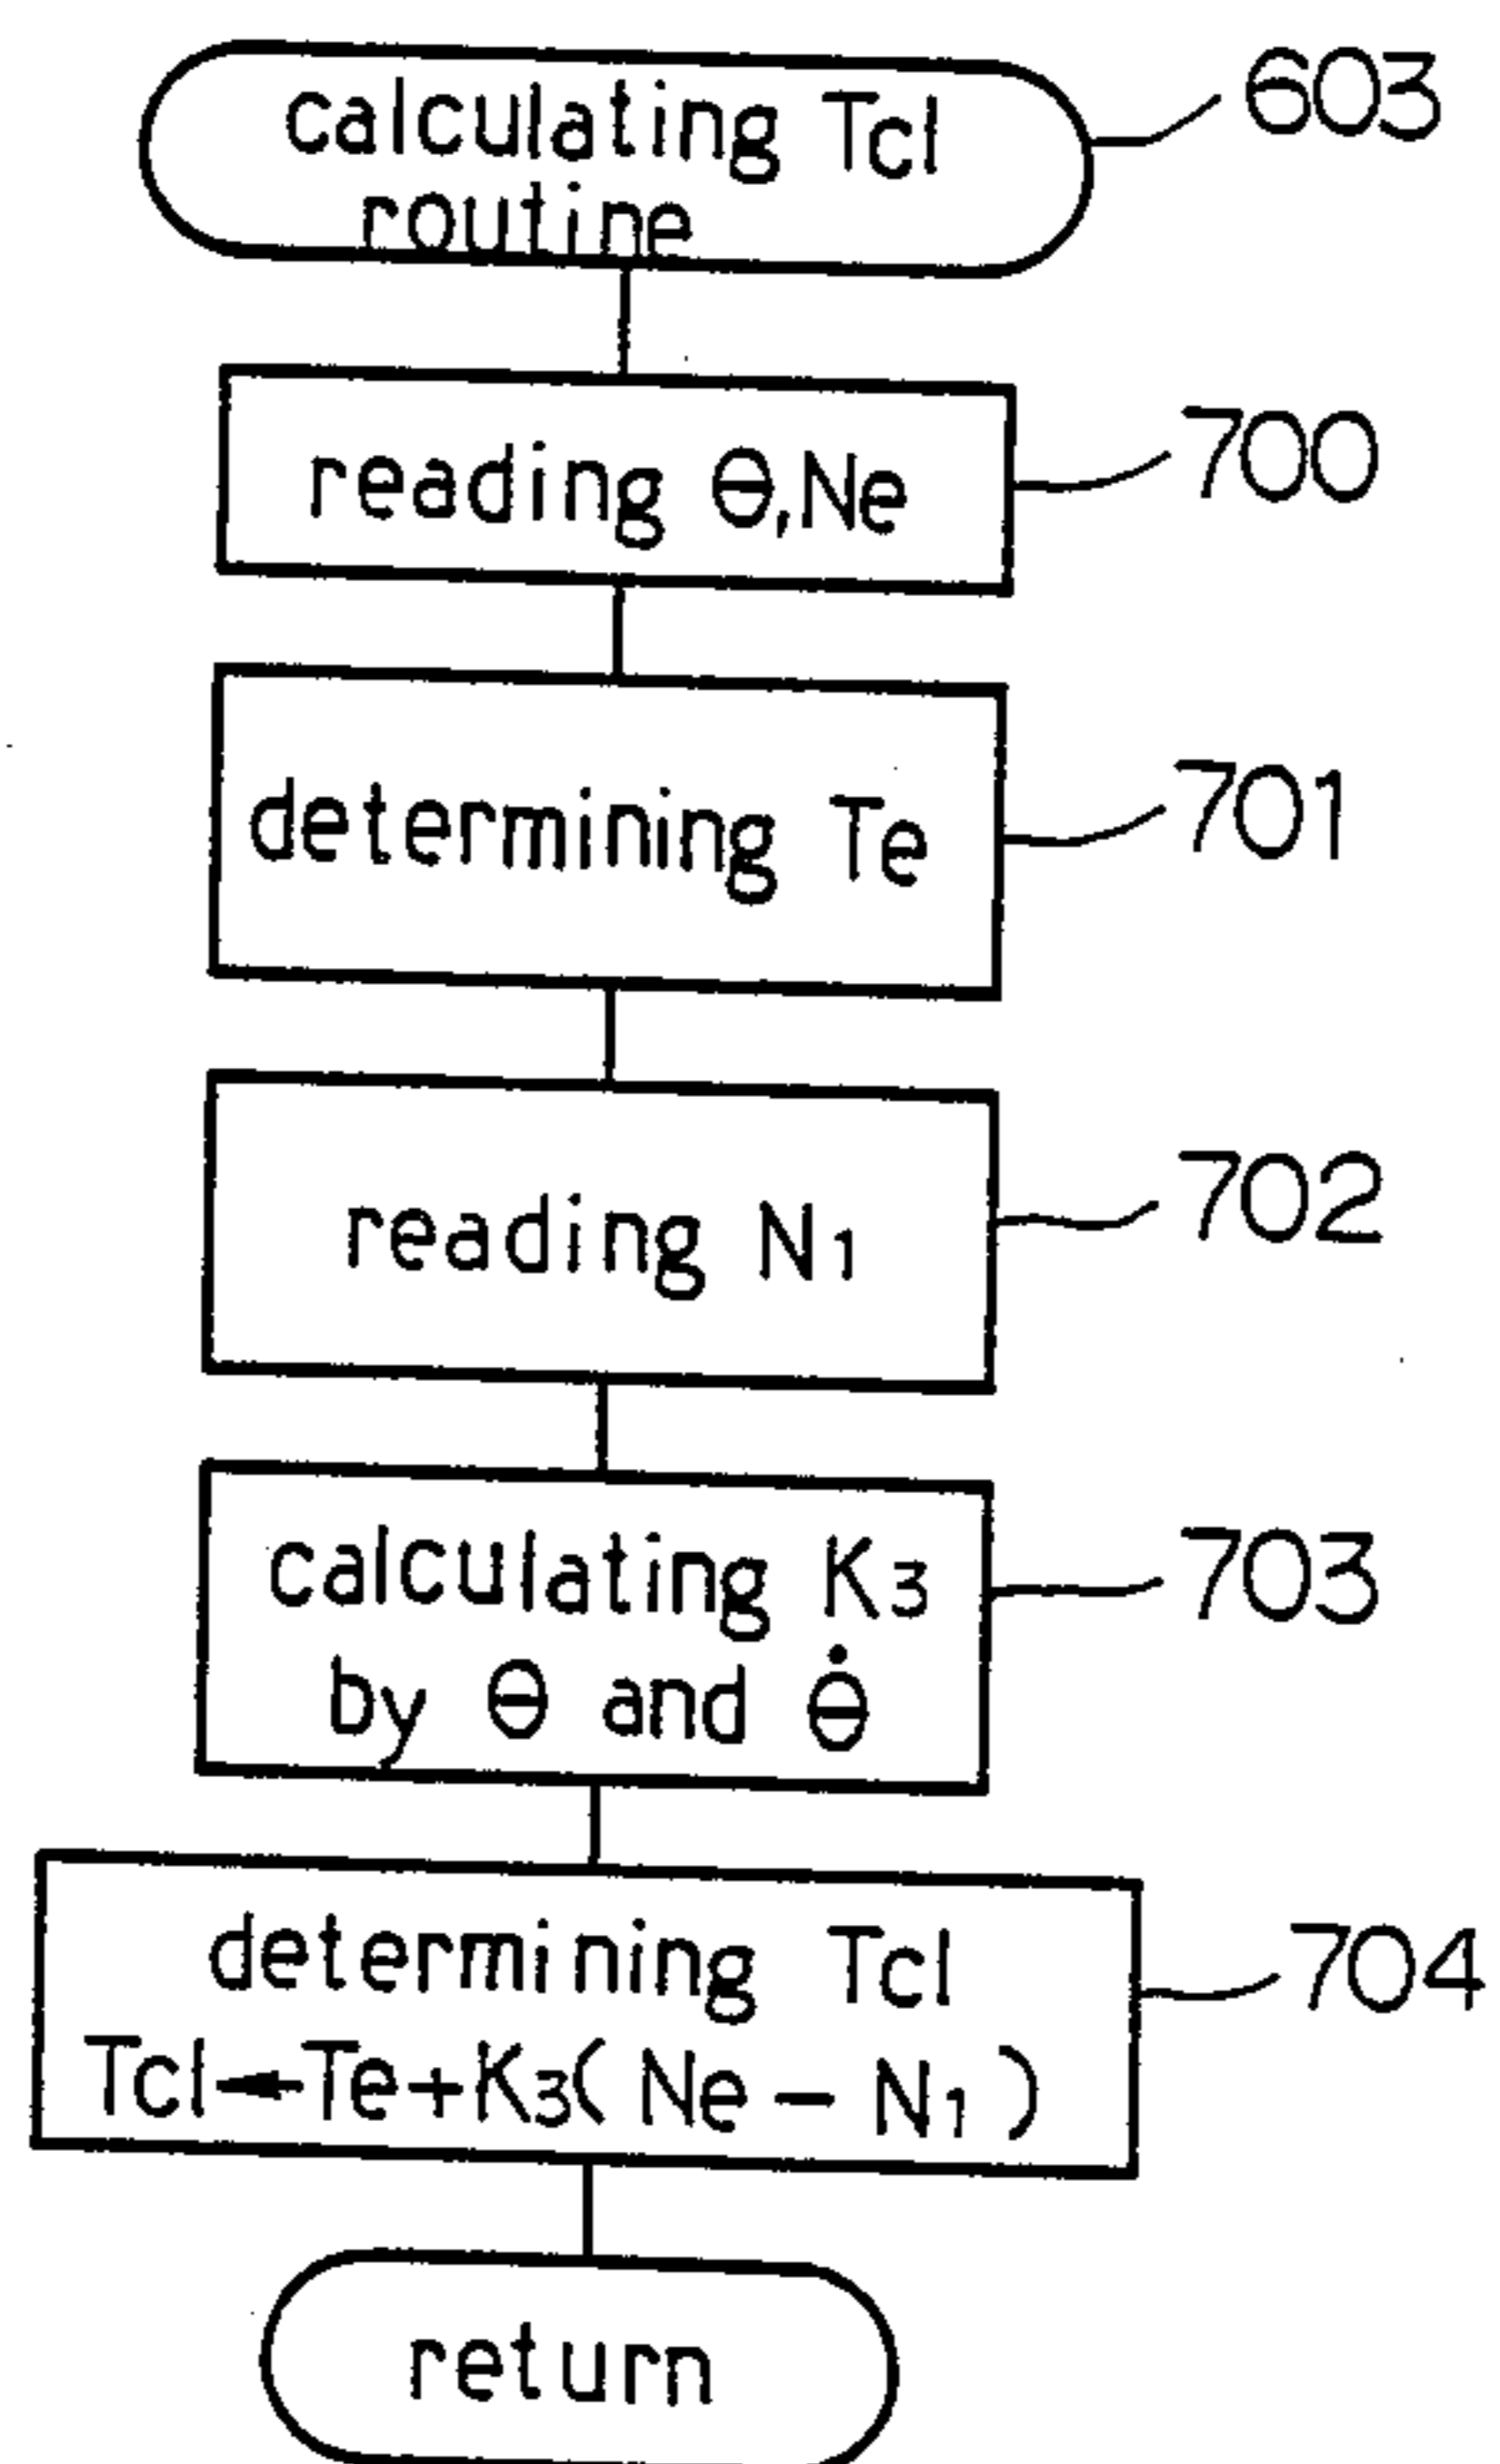 calculating Tcl
routine
603
reading θ,Ne
700
determining Te
701
reading N1
702
calculating K3
by θ and θ̇
703
determining Tcl
Tcl←Te+K3(Ne−N1)
704
return